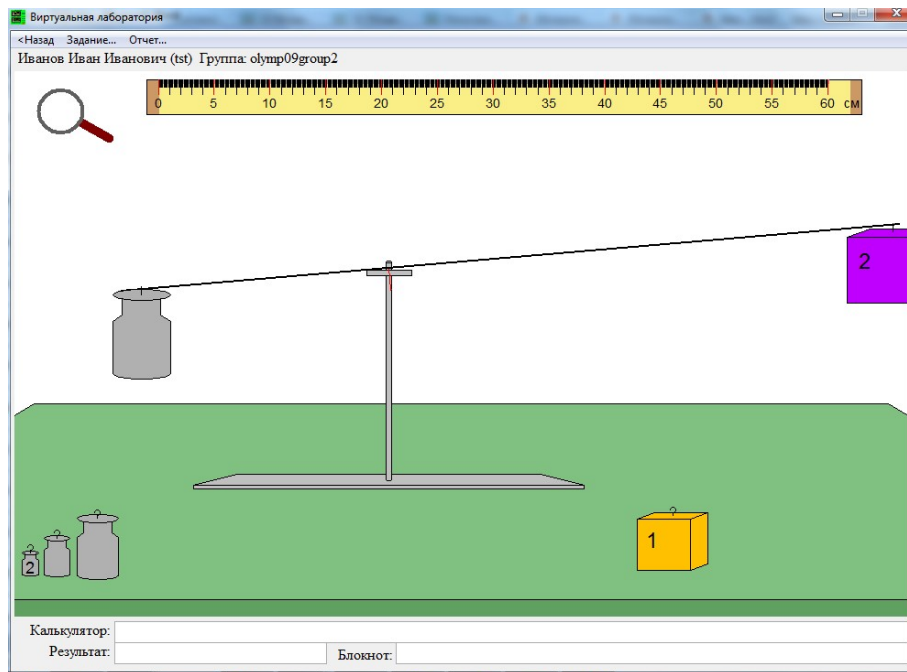 Виртуальная лаборатория
<Назад Задание... Отчет...
Иванов Иван Иванович (tst) Группа: olymp09group2
0 5 10 15 20 25 30 35 40 45 50 55 60 см
2
1
2
Калькулятор:
Результат: Блокнот: